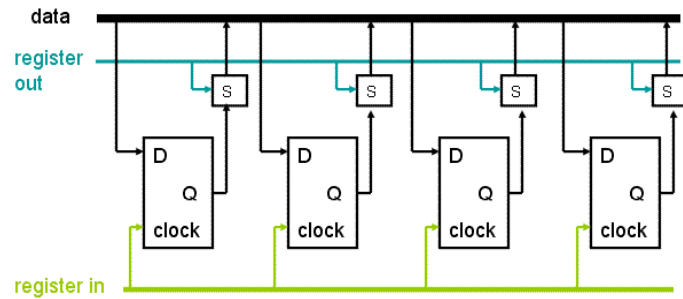 data
register
out
S S S S
D D D D
Q Q Q Q
clock clock clock clock
register in